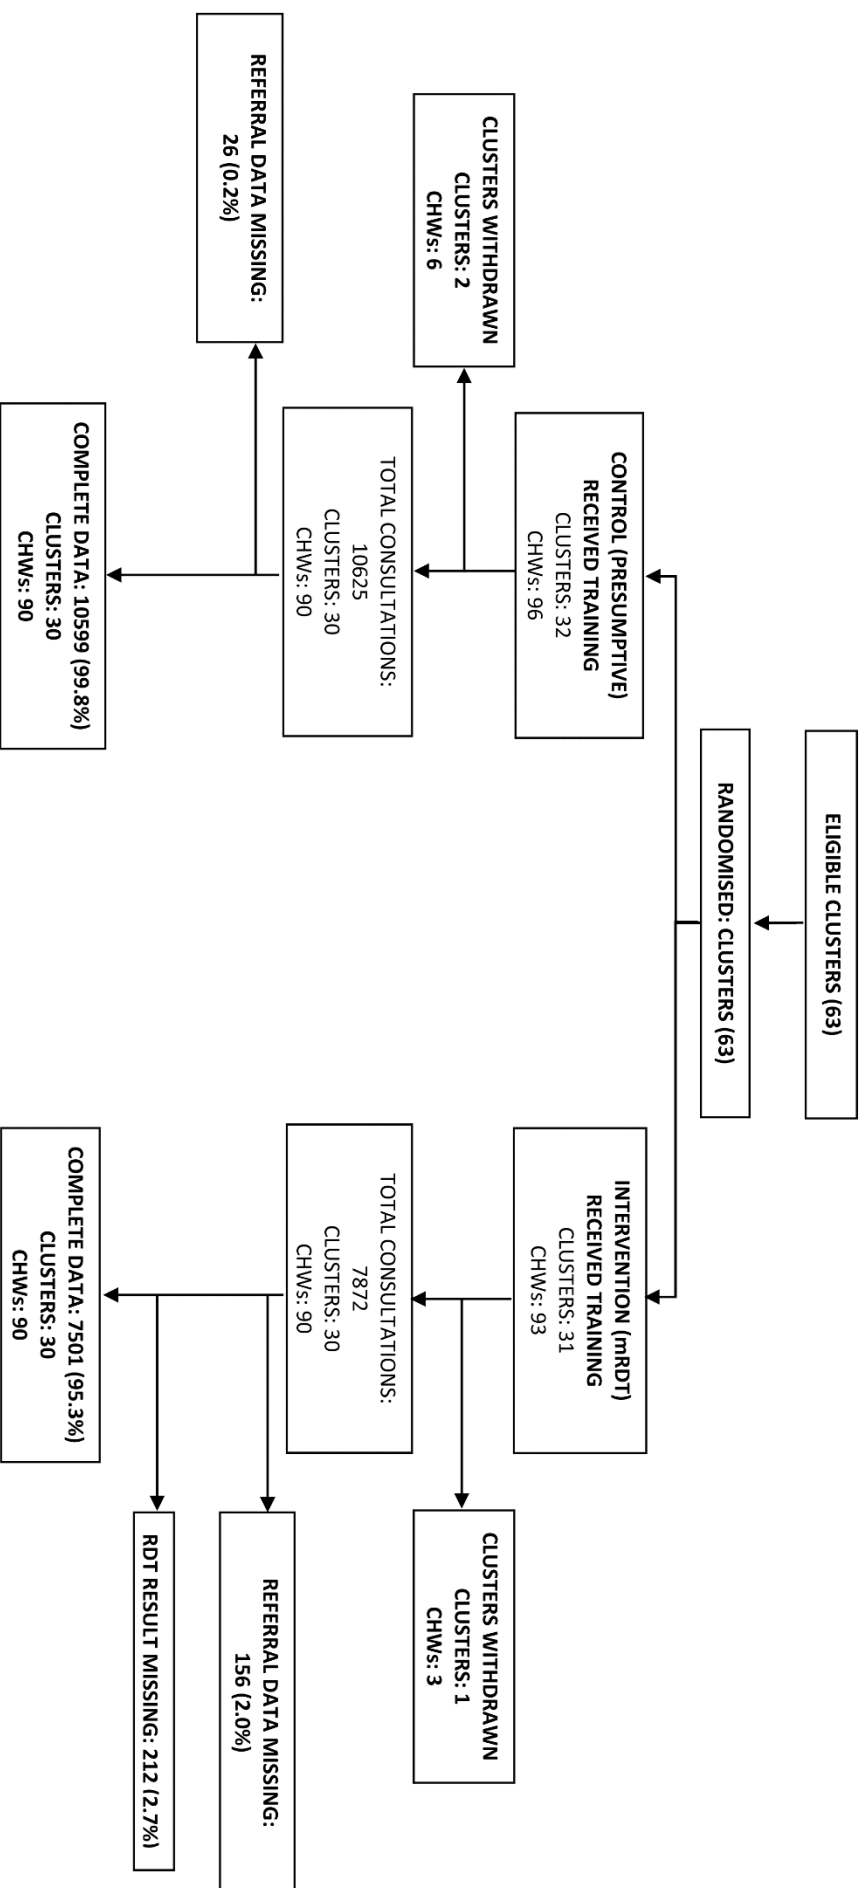 ELIGIBLE CLUSTERS (63)
RANDOMISED: CLUSTERS (63)
CONTROL (PRESUMPTIVE)
RECEIVED TRAINING
CLUSTERS: 32
CHWs: 96
INTERVENTION (mRDT)
RECEIVED TRAINING
CLUSTERS: 31
CHWs: 93
CLUSTERS WITHDRAWN
CLUSTERS: 2
CHWs: 6
CLUSTERS WITHDRAWN
CLUSTERS: 1
CHWs: 3
TOTAL CONSULTATIONS:
10625
CLUSTERS: 30
CHWs: 90
TOTAL CONSULTATIONS:
7872
CLUSTERS: 30
CHWs: 90
REFERRAL DATA MISSING:
26 (0.2%)
REFERRAL DATA MISSING:
156 (2.0%)
RDT RESULT MISSING: 212 (2.7%)
COMPLETE DATA: 10599 (99.8%)
CLUSTERS: 30
CHWs: 90
COMPLETE DATA: 7501 (95.3%)
CLUSTERS: 30
CHWs: 90